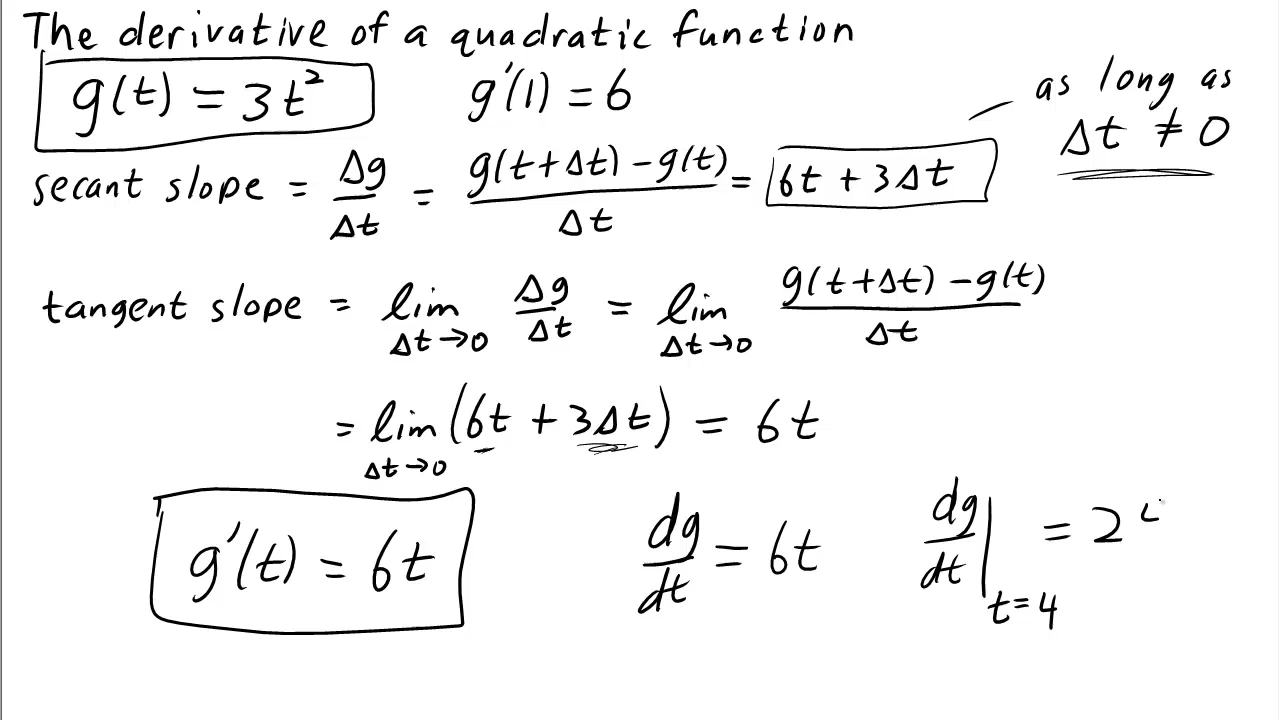 The derivative of a quadratic function
g(t) = 3t² g'(1) = 6
as long as
Δt ≠ 0
secant slope = Δg/Δt = (g(t+Δt) − g(t))/Δt = 6t + 3Δt
tangent slope = lim Δt→0 Δg/Δt = lim Δt→0 (g(t+Δt) − g(t))/Δt
= lim Δt→0 (6t + 3Δt) = 6t
g'(t) = 6t dg/dt = 6t dg/dt | t=4 = 2